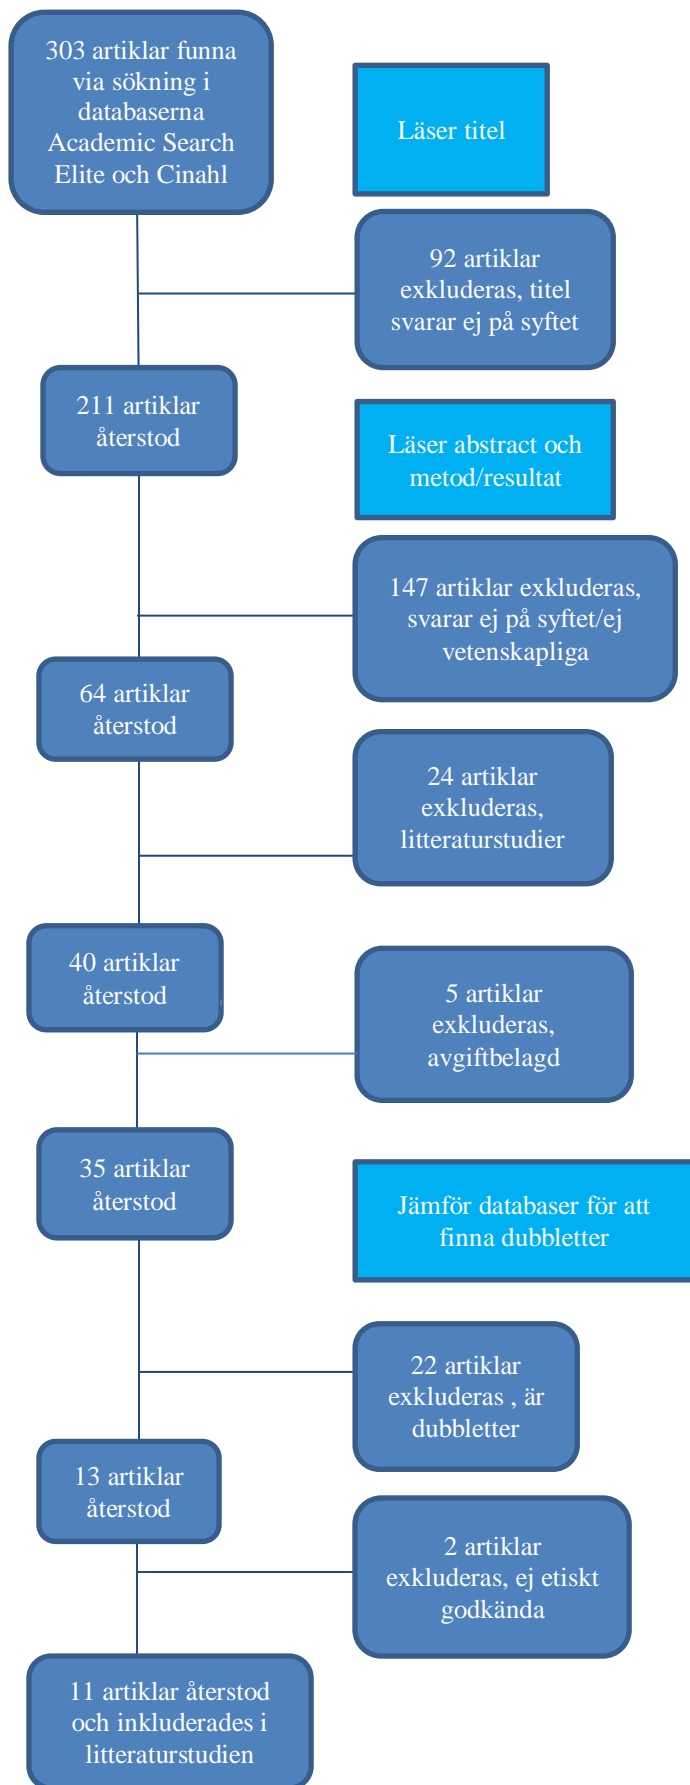 303 artiklar funna
via sökning i
databaserna
Academic Search
Elite och Cinahl
Läser titel
92 artiklar
exkluderas, titel
svarar ej på syftet
211 artiklar
återstod
Läser abstract och
metod/resultat
147 artiklar exkluderas,
svarar ej på syftet/ej
vetenskapliga
64 artiklar
återstod
24 artiklar
exkluderas,
litteraturstudier
40 artiklar
återstod
5 artiklar
exkluderas,
avgiftbelagd
35 artiklar
återstod
Jämför databaser för att
finna dubbletter
22 artiklar
exkluderas , är
dubbletter
13 artiklar
återstod
2 artiklar
exkluderas, ej etiskt
godkända
11 artiklar återstod
och inkluderades i
litteraturstudien